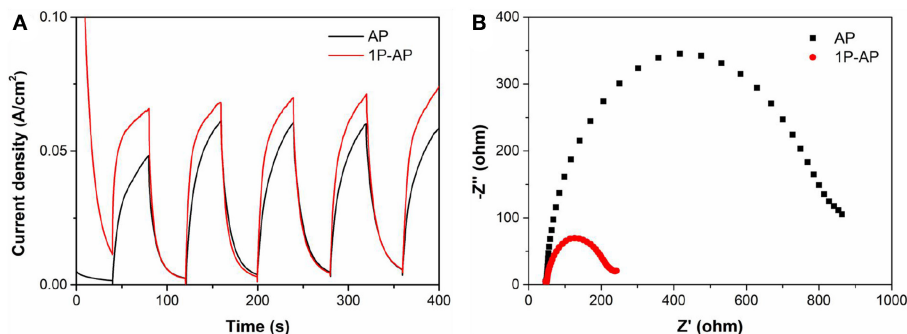 A
AP
1P-AP
Current density (A/cm²)
0.10
0.05
0.00
0 100 200 300 400
Time (s)
B
AP
1P-AP
-Z'' (ohm)
400
300
200
100
0
0 200 400 600 800 1000
Z' (ohm)